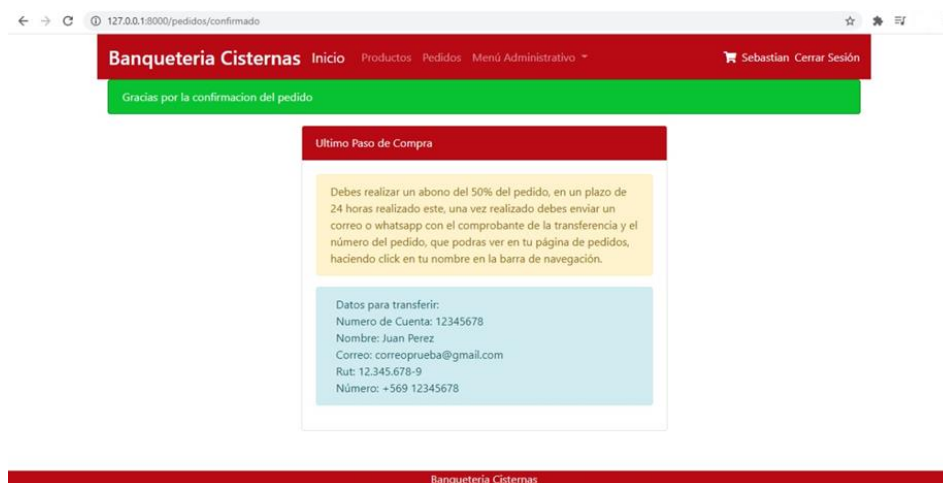 127.0.0.1:8000/pedidos/confirmado
Banqueteria Cisternas Inicio Productos Pedidos Menú Administrativo Sebastian Cerrar Sesión
Gracias por la confirmacion del pedido
Ultimo Paso de Compra
Debes realizar un abono del 50% del pedido, en un plazo de
24 horas realizado este, una vez realizado debes enviar un
correo o whatsapp con el comprobante de la transferencia y el
número del pedido, que podras ver en tu página de pedidos,
haciendo click en tu nombre en la barra de navegación.
Datos para transferir:
Numero de Cuenta: 12345678
Nombre: Juan Perez
Correo: correoprueba@gmail.com
Rut: 12.345.678-9
Número: +569 12345678
Banqueteria Cisternas